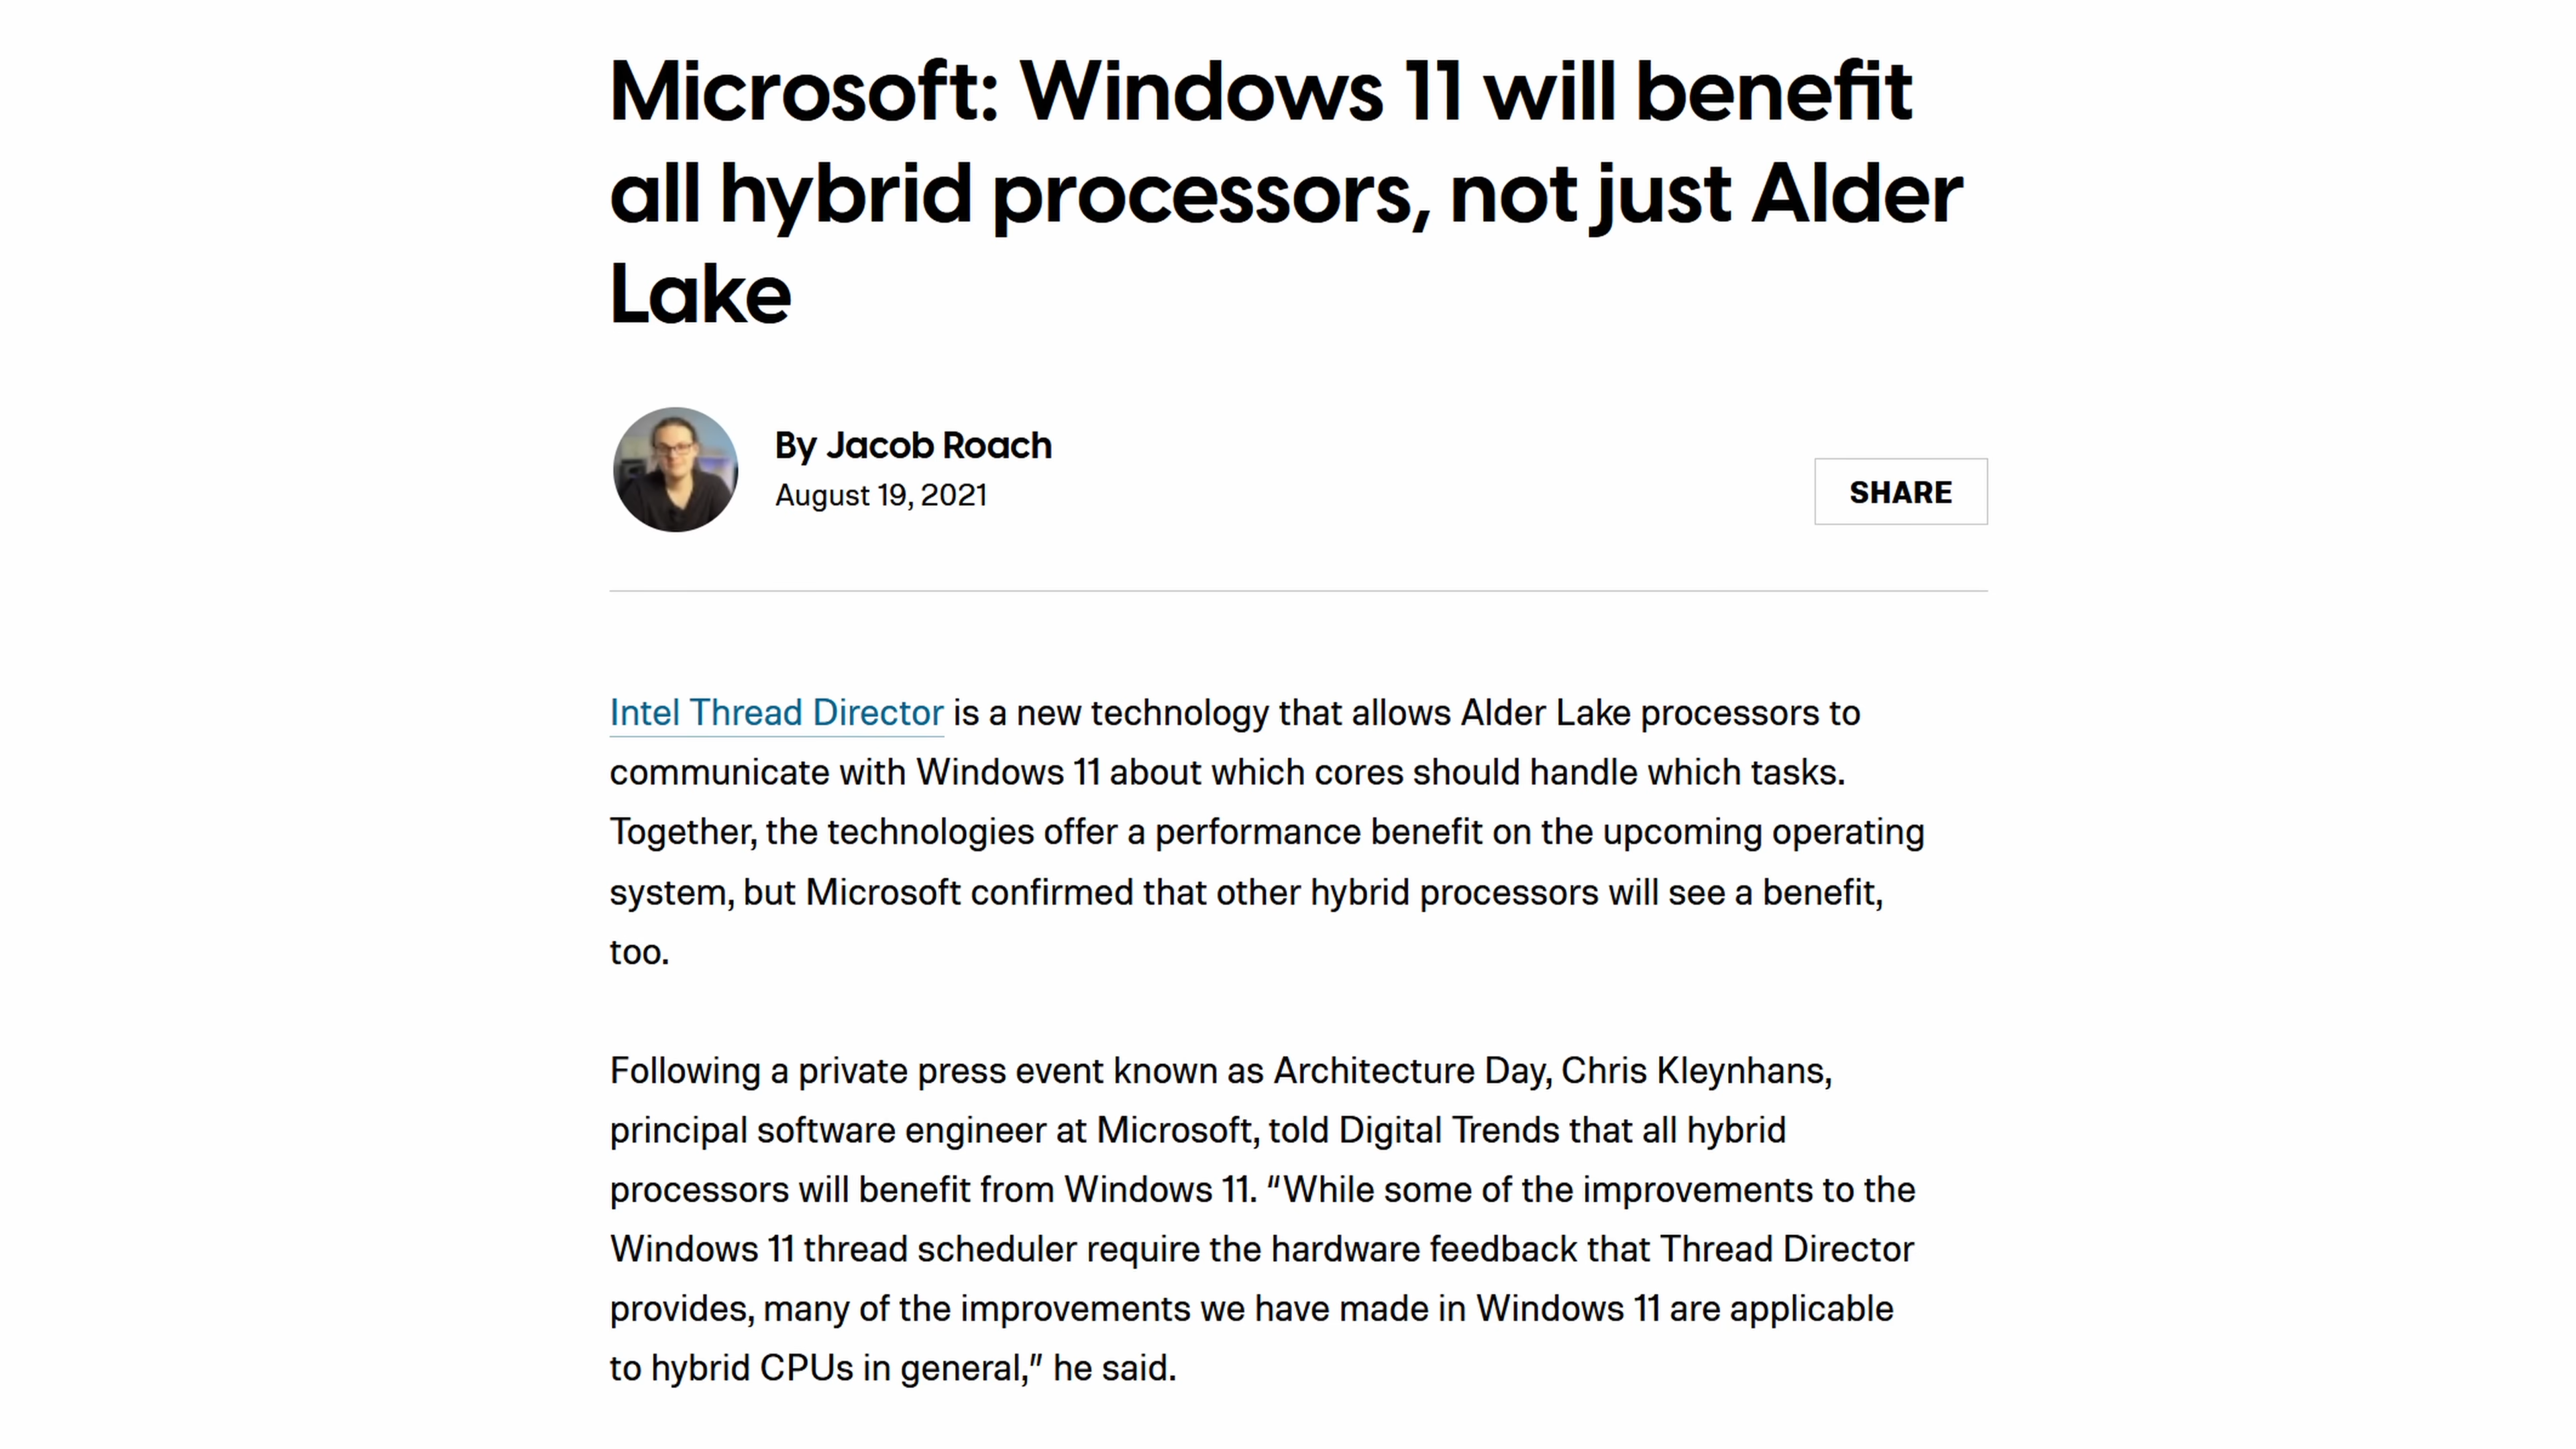 Microsoft: Windows 11 will benefit
all hybrid processors, not just Alder
Lake
By Jacob Roach
August 19, 2021
SHARE
Intel Thread Director is a new technology that allows Alder Lake processors to
communicate with Windows 11 about which cores should handle which tasks.
Together, the technologies offer a performance benefit on the upcoming operating
system, but Microsoft confirmed that other hybrid processors will see a benefit,
too.
Following a private press event known as Architecture Day, Chris Kleynhans,
principal software engineer at Microsoft, told Digital Trends that all hybrid
processors will benefit from Windows 11. “While some of the improvements to the
Windows 11 thread scheduler require the hardware feedback that Thread Director
provides, many of the improvements we have made in Windows 11 are applicable
to hybrid CPUs in general,” he said.